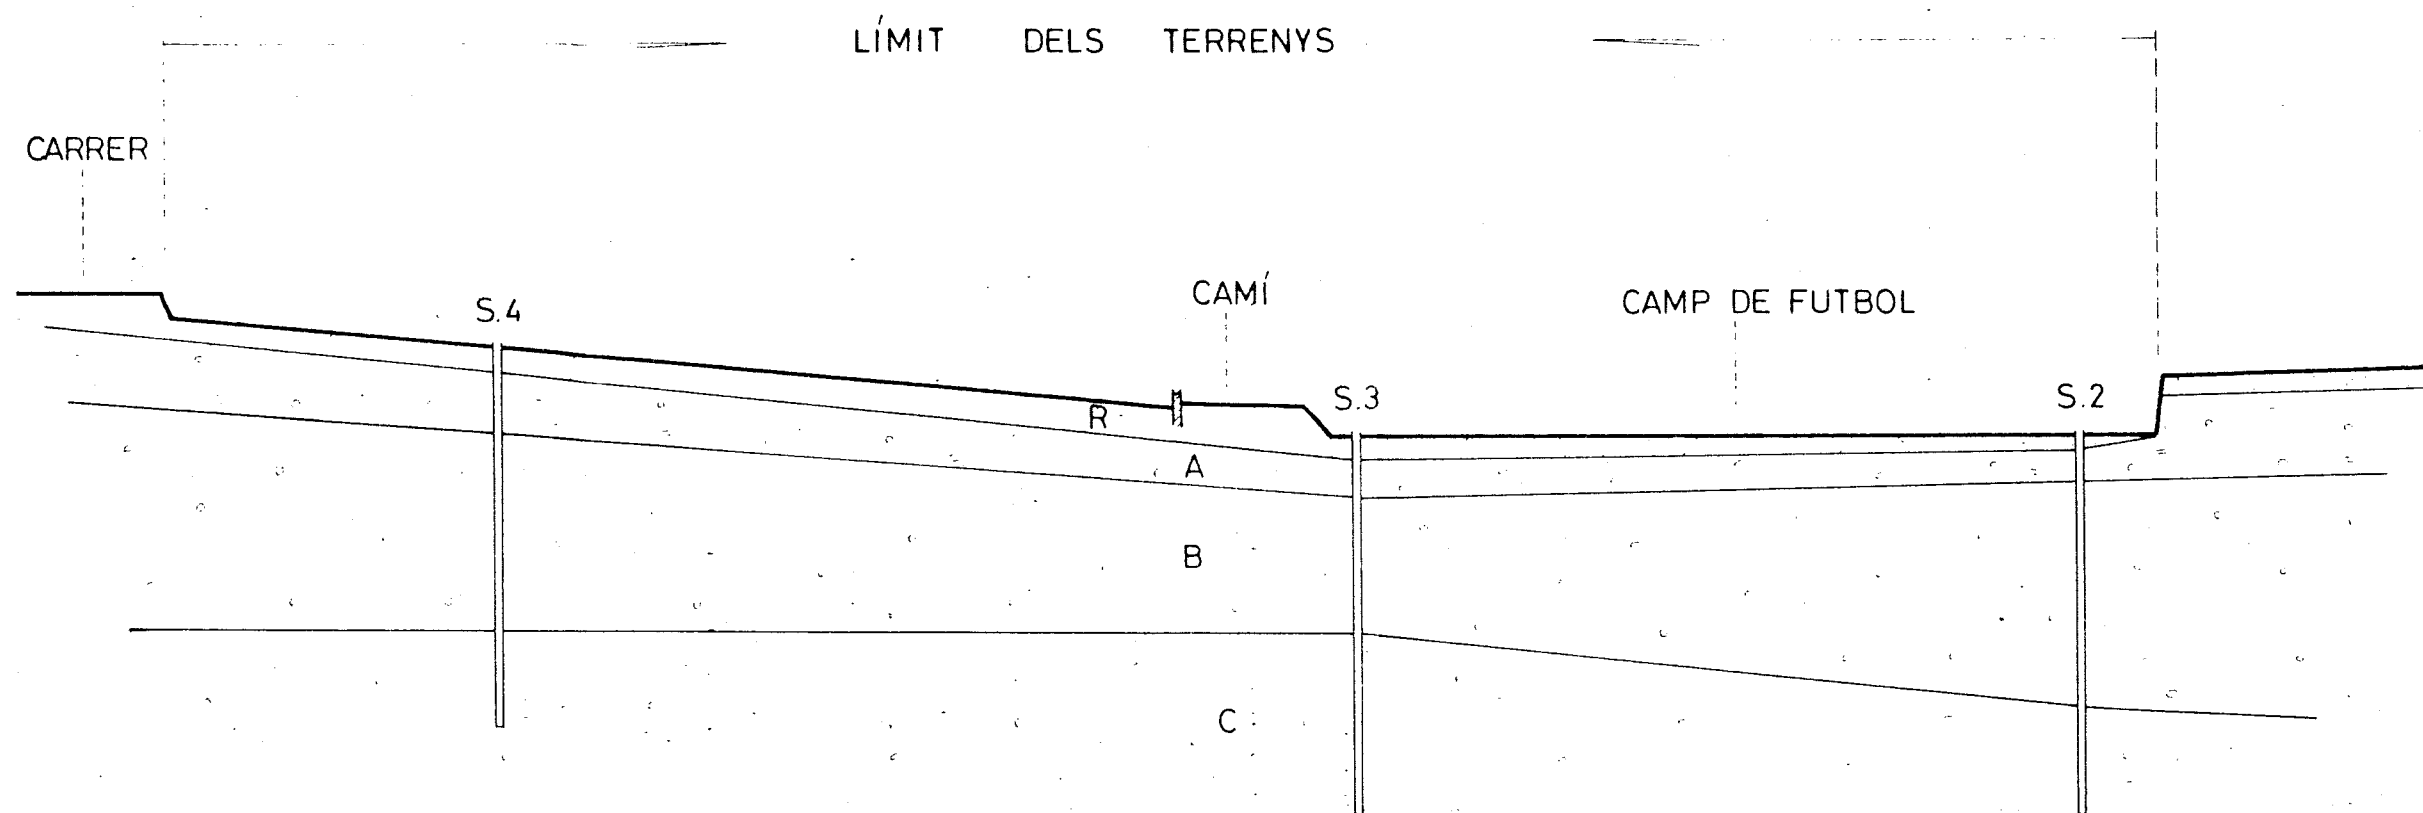 LÍMIT DELS TERRENYS
CARRER
S.4
CAMÍ
CAMP DE FUTBOL
S.3
S.2
R
A
B
C